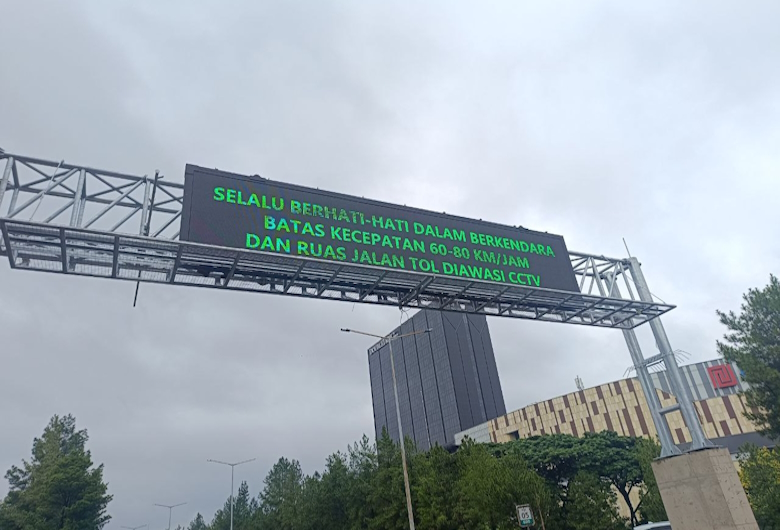 SELALU BERHATI-HATI DALAM BERKENDARA
BATAS KECEPATAN 60-80 KM/JAM
DAN RUAS JALAN TOL DIAWASI CCTV